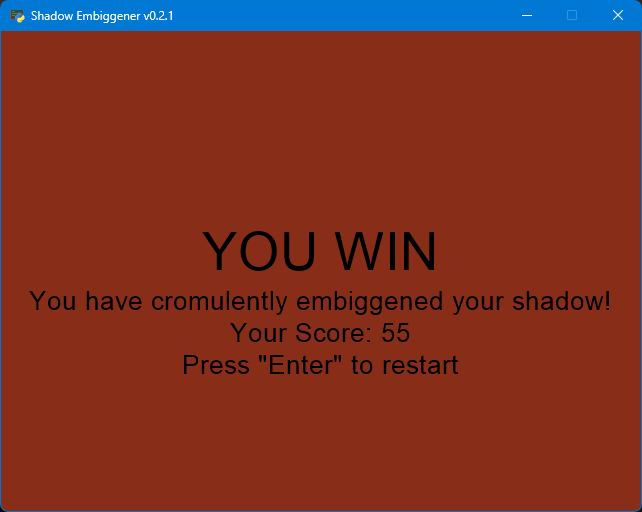 Shadow Embiggener v0.2.1
YOU WIN
You have cromulently embiggened your shadow!
Your Score: 55
Press "Enter" to restart